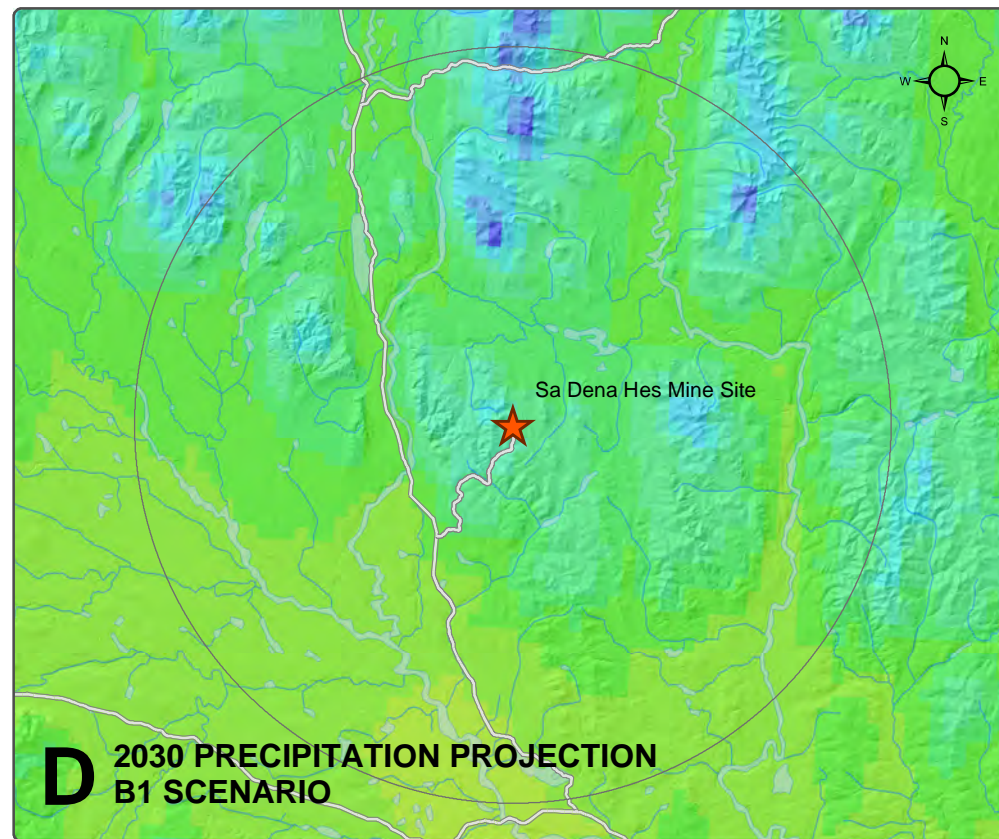 N
W E
S
Sa Dena Hes Mine Site
D 2030 PRECIPITATION PROJECTION
B1 SCENARIO